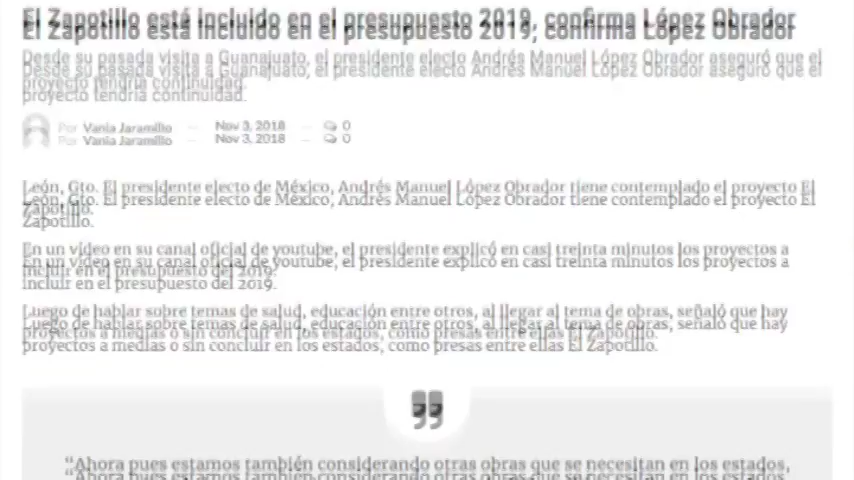 El Zapotillo está incluido en el presupuesto 2019; confirma López Obrador
Desde su pasada visita a Guanajuato, el presidente electo Andrés Manuel López Obrador aseguró que el
proyecto tendría continuidad.
Por Vania Jaramillo — Nov 3, 2018 — 0
León, Gto. El presidente electo de México, Andrés Manuel López Obrador tiene contemplado el proyecto El
Zapotillo.
En un video en su canal oficial de youtube, el presidente explicó en casi treinta minutos los proyectos a
incluir en el presupuesto del 2019.
Luego de hablar sobre temas de salud, educación entre otros, al llegar al tema de obras, señaló que hay
proyectos a medias o sin concluir en los estados, como presas entre ellas El Zapotillo.
”
“Ahora pues estamos también considerando otras obras que se necesitan en los estados,